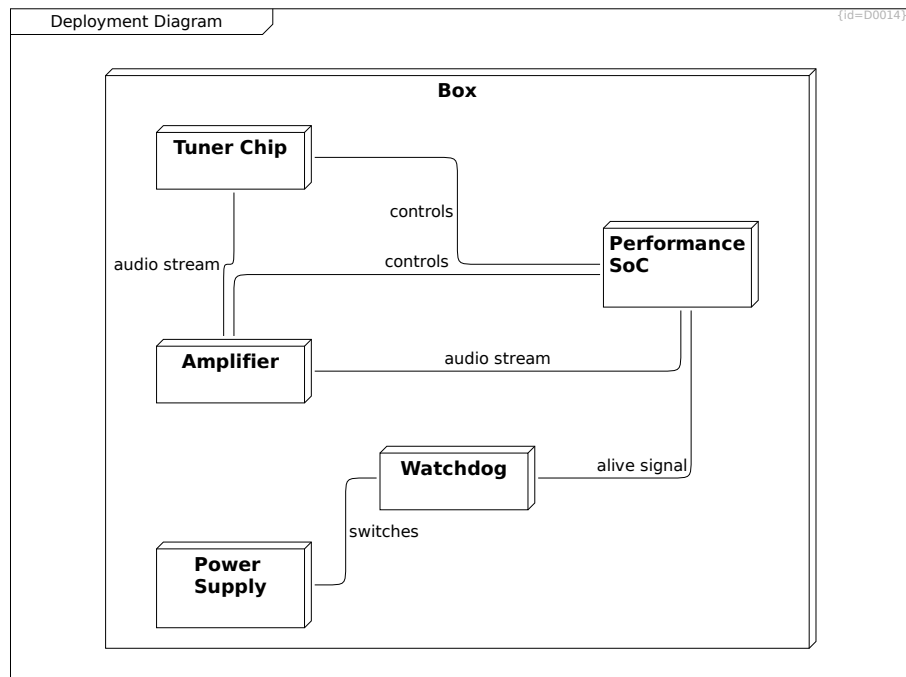 Deployment Diagram
{id=D0014}
Box
Tuner Chip
controls
Performance
SoC
audio stream
controls
Amplifier
audio stream
Watchdog
alive signal
switches
Power
Supply